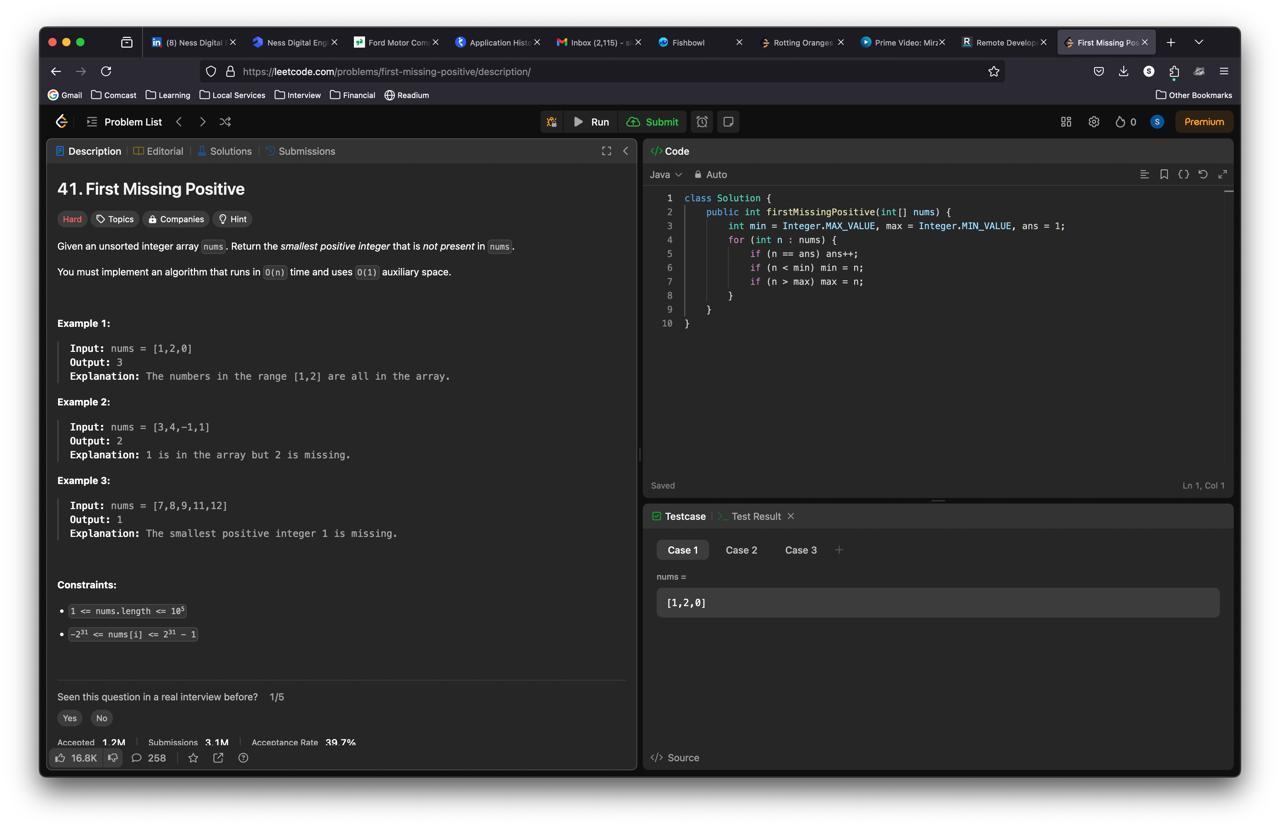 (8) Ness Digital
Ness Digital Eng
Ford Motor Com
Application Histo
Inbox (2,115) - s
Fishbowl
Rotting Oranges
Prime Video: Mirz
Remote Develop
First Missing Pos
https://leetcode.com/problems/first-missing-positive/description/
Gmail Comcast Learning Local Services Interview Financial Readium Other Bookmarks
Problem List Run Submit 0 S Premium
Description Editorial Solutions Submissions
41. First Missing Positive
Hard Topics Companies Hint
Given an unsorted integer array nums. Return the smallest positive integer that is not present in nums.
You must implement an algorithm that runs in O(n) time and uses O(1) auxiliary space.
Example 1:
Input: nums = [1,2,0]
Output: 3
Explanation: The numbers in the range [1,2] are all in the array.
Example 2:
Input: nums = [3,4,-1,1]
Output: 2
Explanation: 1 is in the array but 2 is missing.
Example 3:
Input: nums = [7,8,9,11,12]
Output: 1
Explanation: The smallest positive integer 1 is missing.
Constraints:
• 1 <= nums.length <= 10⁵
• -2³¹ <= nums[i] <= 2³¹ - 1
Seen this question in a real interview before? 1/5
Yes No
Accepted 1.2M Submissions 3.1M Acceptance Rate 39.7%
16.8K 258
</> Code
Java Auto
1 class Solution {
2 public int firstMissingPositive(int[] nums) {
3 int min = Integer.MAX_VALUE, max = Integer.MIN_VALUE, ans = 1;
4 for (int n : nums) {
5 if (n == ans) ans++;
6 if (n < min) min = n;
7 if (n > max) max = n;
8 }
9 }
10 }
Saved Ln 1, Col 1
Testcase >_ Test Result
Case 1 Case 2 Case 3 +
nums =
[1,2,0]
</> Source